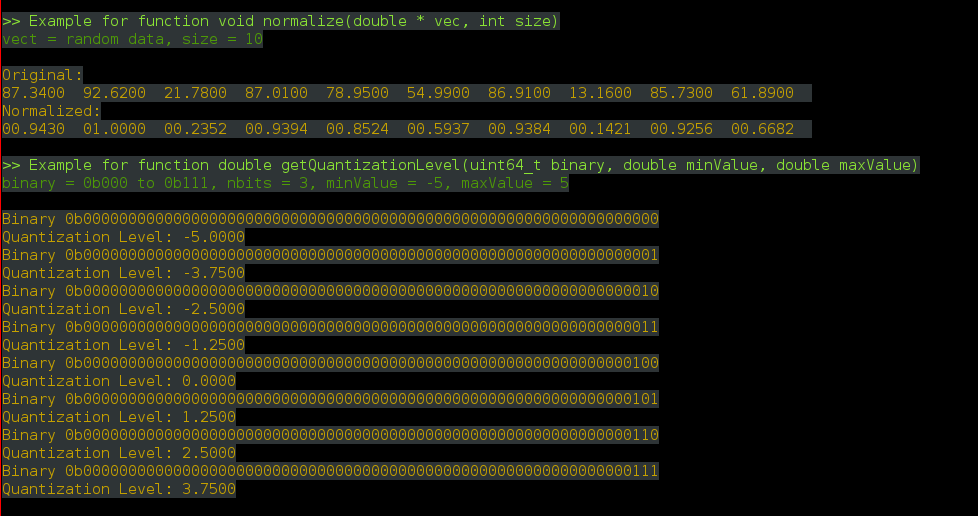 >> Example for function void normalize(double * vec, int size)
vect = random data, size = 10
Original:
87.3400  92.6200  21.7800  87.0100  78.9500  54.9900  86.9100  13.1600  85.7300  61.8900
Normalized:
00.9430  01.0000  00.2352  00.9394  00.8524  00.5937  00.9384  00.1421  00.9256  00.6682
>> Example for function double getQuantizationLevel(uint64_t binary, double minValue, double maxValue)
binary = 0b000 to 0b111, nbits = 3, minValue = -5, maxValue = 5
Binary 0b0000000000000000000000000000000000000000000000000000000000000000
Quantization Level: -5.0000
Binary 0b0000000000000000000000000000000000000000000000000000000000000001
Quantization Level: -3.7500
Binary 0b0000000000000000000000000000000000000000000000000000000000000010
Quantization Level: -2.5000
Binary 0b0000000000000000000000000000000000000000000000000000000000000011
Quantization Level: -1.2500
Binary 0b0000000000000000000000000000000000000000000000000000000000000100
Quantization Level: 0.0000
Binary 0b0000000000000000000000000000000000000000000000000000000000000101
Quantization Level: 1.2500
Binary 0b0000000000000000000000000000000000000000000000000000000000000110
Quantization Level: 2.5000
Binary 0b0000000000000000000000000000000000000000000000000000000000000111
Quantization Level: 3.7500